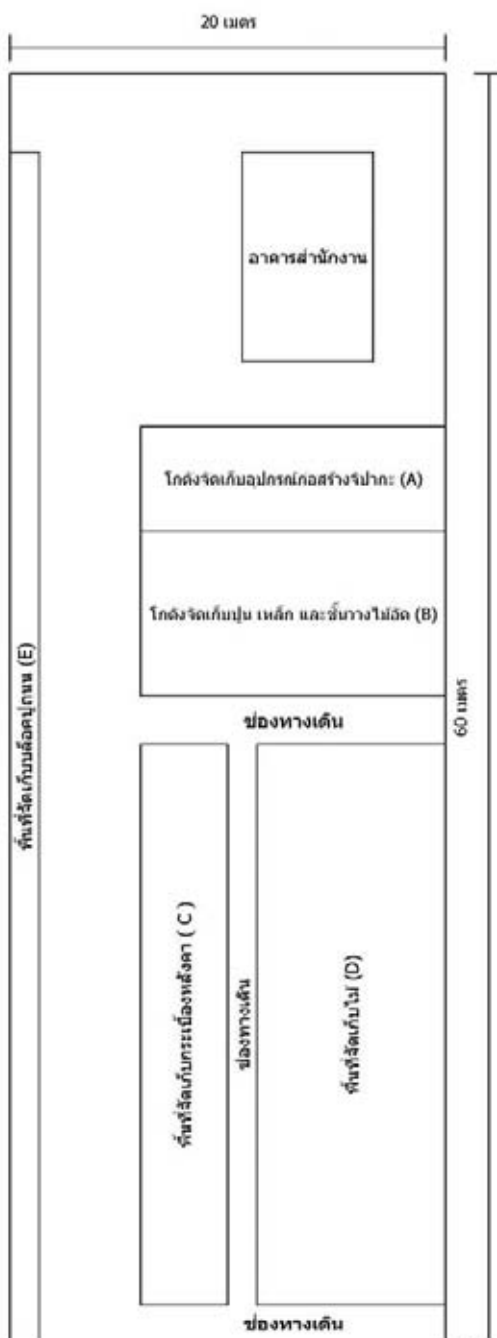 20 เมตร
อาคารสำนักงาน
โกดังจัดเก็บอุปกรณ์กอสร้างจิปากะ (A)
โกดังจัดเก็บปูน เหล็ก และชั้นวางไม้อัด (B)
60 เมตร
ช่องทางเดิน
พื้นที่จัดเก็บบล็อคปูถนน (E)
พื้นที่จัดเก็บกระเบื้องหลังคา ( C )
ช่องทางเดิน
พื้นที่จัดเก็บไม้ (D)
ช่องทางเดิน